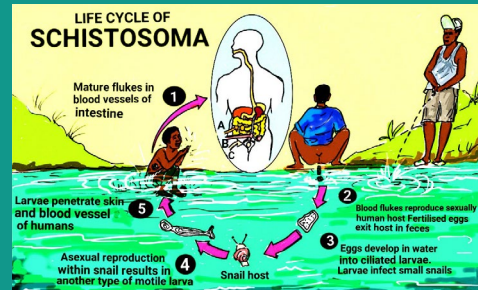 LIFE CYCLE OF
SCHISTOSOMA
1
Mature flukes in
blood vessels of
intestine
A
B
C
2
Blood flukes reproduce sexually
human host Fertilised eggs
exit host in feces
3
Eggs develop in water
into ciliated larvae.
Larvae infect small snails
Snail host
4
Asexual reproduction
within snail results in
another type of motile larva
5
Larvae penetrate skin
and blood vessel
of humans